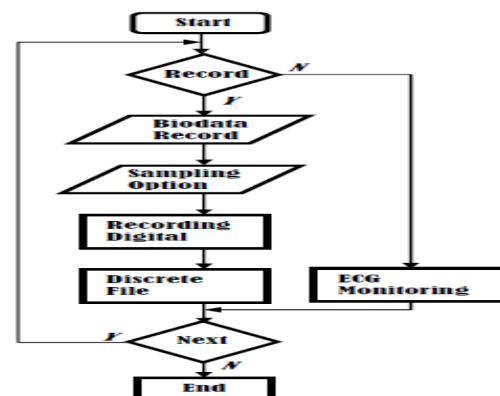 Start
Record
N
Y
Biodata
Record
Sampling
Option
Recording
Digital
Discrete
File
ECG
Monitoring
Y
Next
N
End